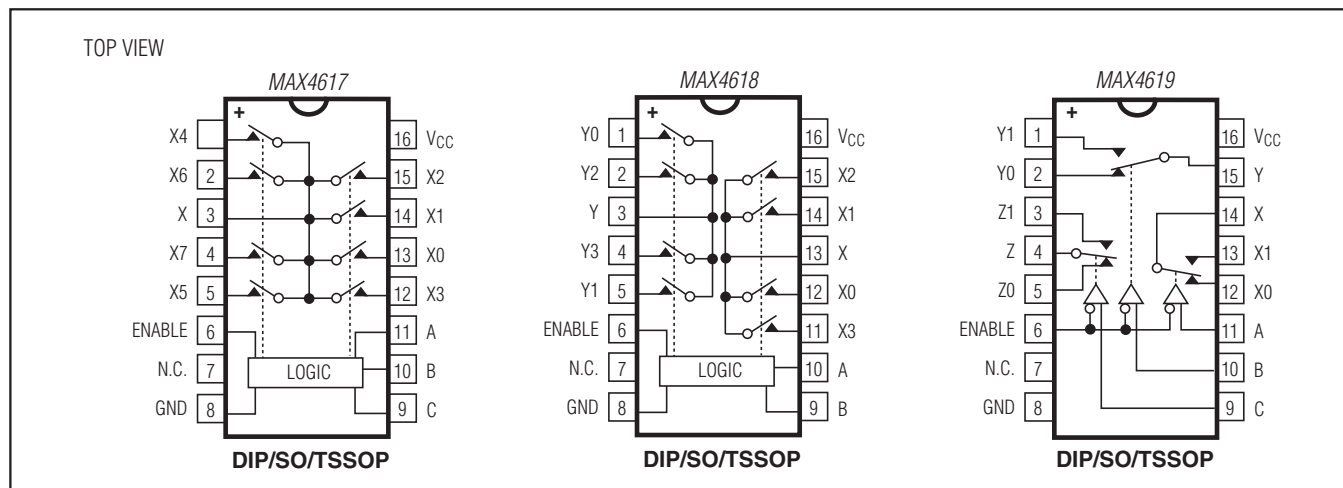 TOP VIEW
MAX4617
+
X4 16 VCC
X6 2 15 X2
X 3 14 X1
X7 4 13 X0
X5 5 12 X3
ENABLE 6 11 A
N.C. 7 LOGIC 10 B
GND 8 9 C
DIP/SO/TSSOP
MAX4618
+
Y0 1 16 VCC
Y2 2 15 X2
Y 3 14 X1
Y3 4 13 X
Y1 5 12 X0
ENABLE 6 11 X3
N.C. 7 LOGIC 10 A
GND 8 9 B
DIP/SO/TSSOP
MAX4619
+
Y1 1 16 VCC
Y0 2 15 Y
Z1 3 14 X
Z 4 13 X1
Z0 5 12 X0
ENABLE 6 11 A
N.C. 7 10 B
GND 8 9 C
DIP/SO/TSSOP